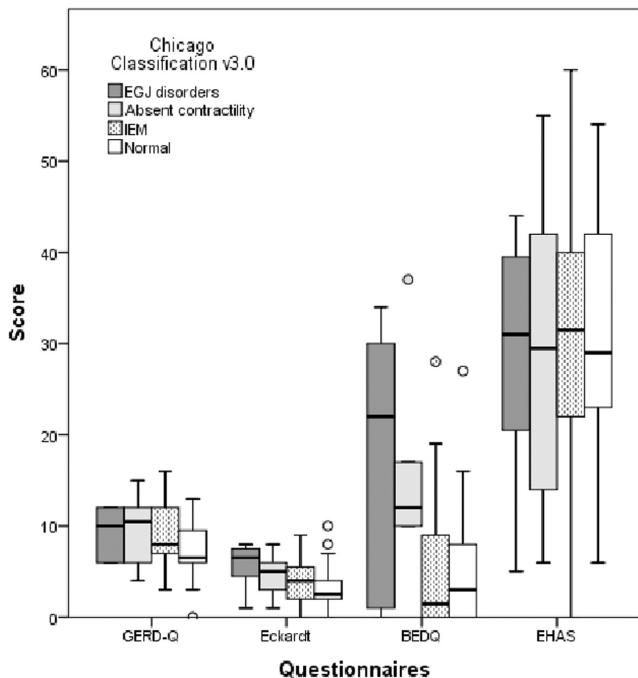 Chicago
Classification v3.0
EGJ disorders
Absent contractility
IEM
Normal
60
50
40
30
20
10
0
Score
GERD-Q Eckardt BEDQ EHAS
Questionnaires